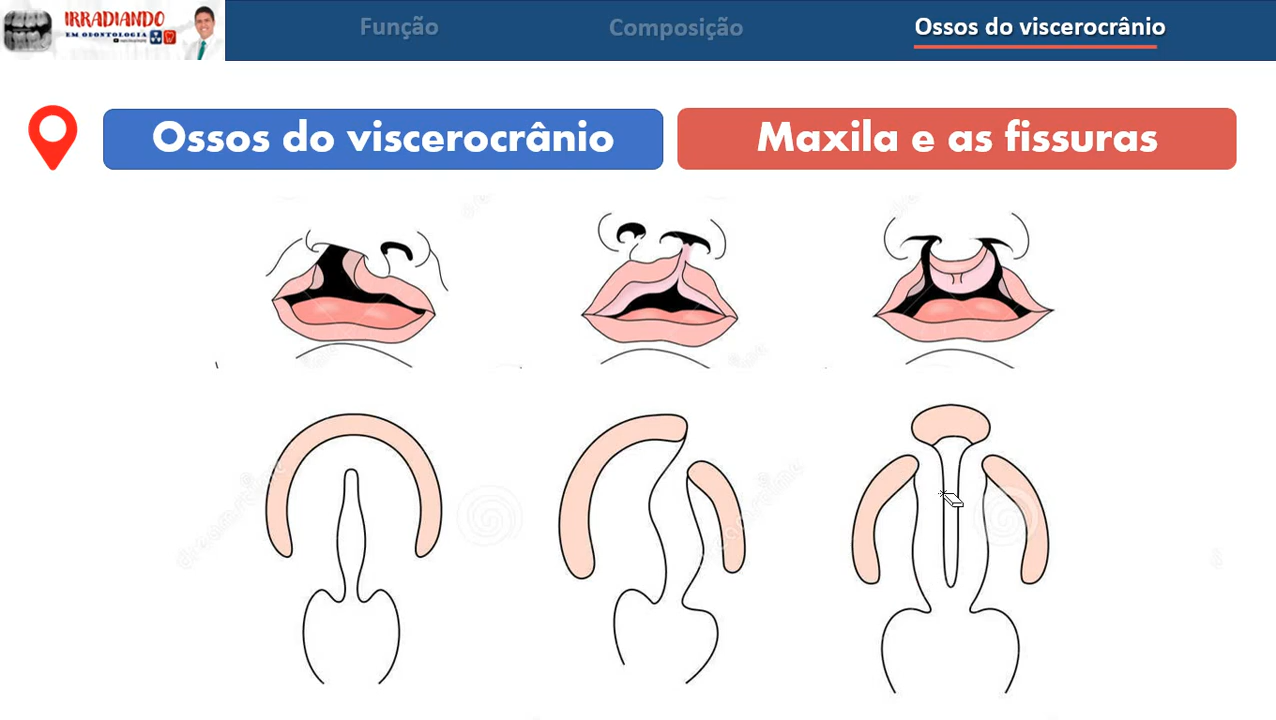 IRRADIANDO
EM ODONTOLOGIA
Função
Composição
Ossos do viscerocrânio
Ossos do viscerocrânio
Maxila e as fissuras